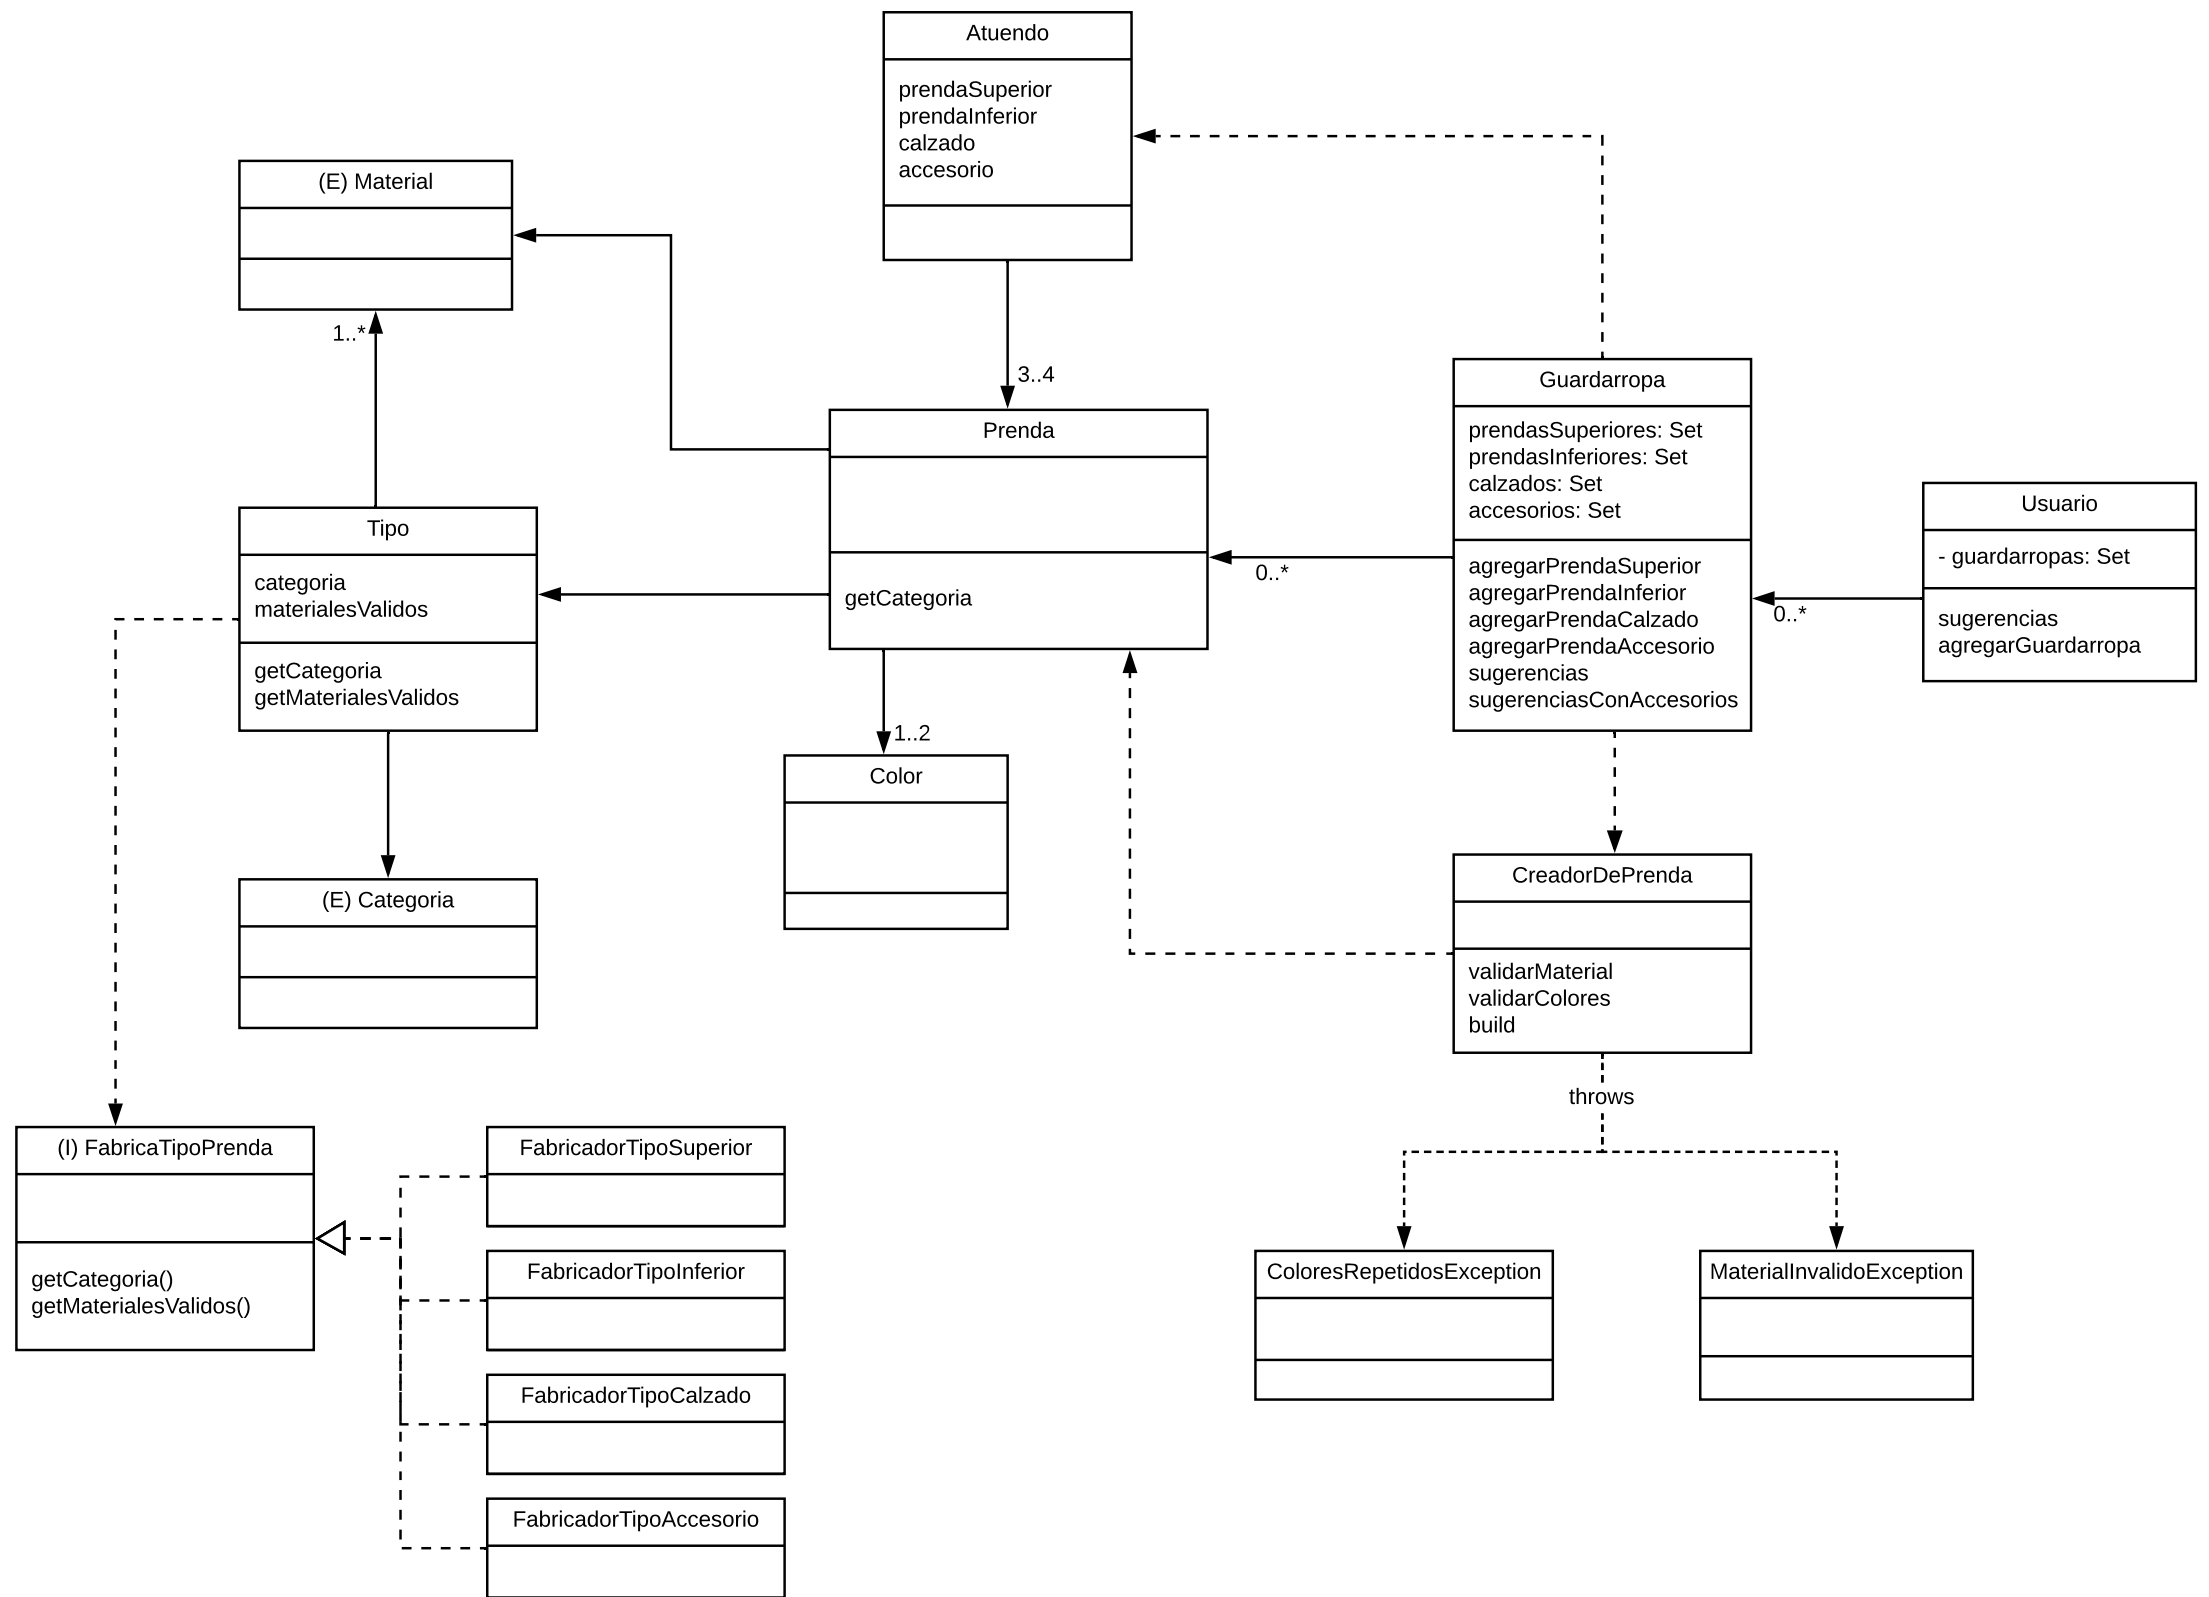 Atuendo
prendaSuperior
prendaInferior
calzado
accesorio
(E) Material
1..*
3..4
Guardarropa
prendasSuperiores: Set
prendasInferiores: Set
calzados: Set
accesorios: Set
agregarPrendaSuperior
agregarPrendaInferior
agregarPrendaCalzado
agregarPrendaAccesorio
sugerencias
sugerenciasConAccesorios
Prenda
getCategoria
0..*
Usuario
- guardarropas: Set
sugerencias
agregarGuardarropa
0..*
Tipo
categoria
materialesValidos
getCategoria
getMaterialesValidos
1..2
Color
(E) Categoria
CreadorDePrenda
validarMaterial
validarColores
build
throws
(I) FabricaTipoPrenda
getCategoria()
getMaterialesValidos()
FabricadorTipoSuperior
FabricadorTipoInferior
FabricadorTipoCalzado
FabricadorTipoAccesorio
ColoresRepetidosException
MaterialInvalidoException